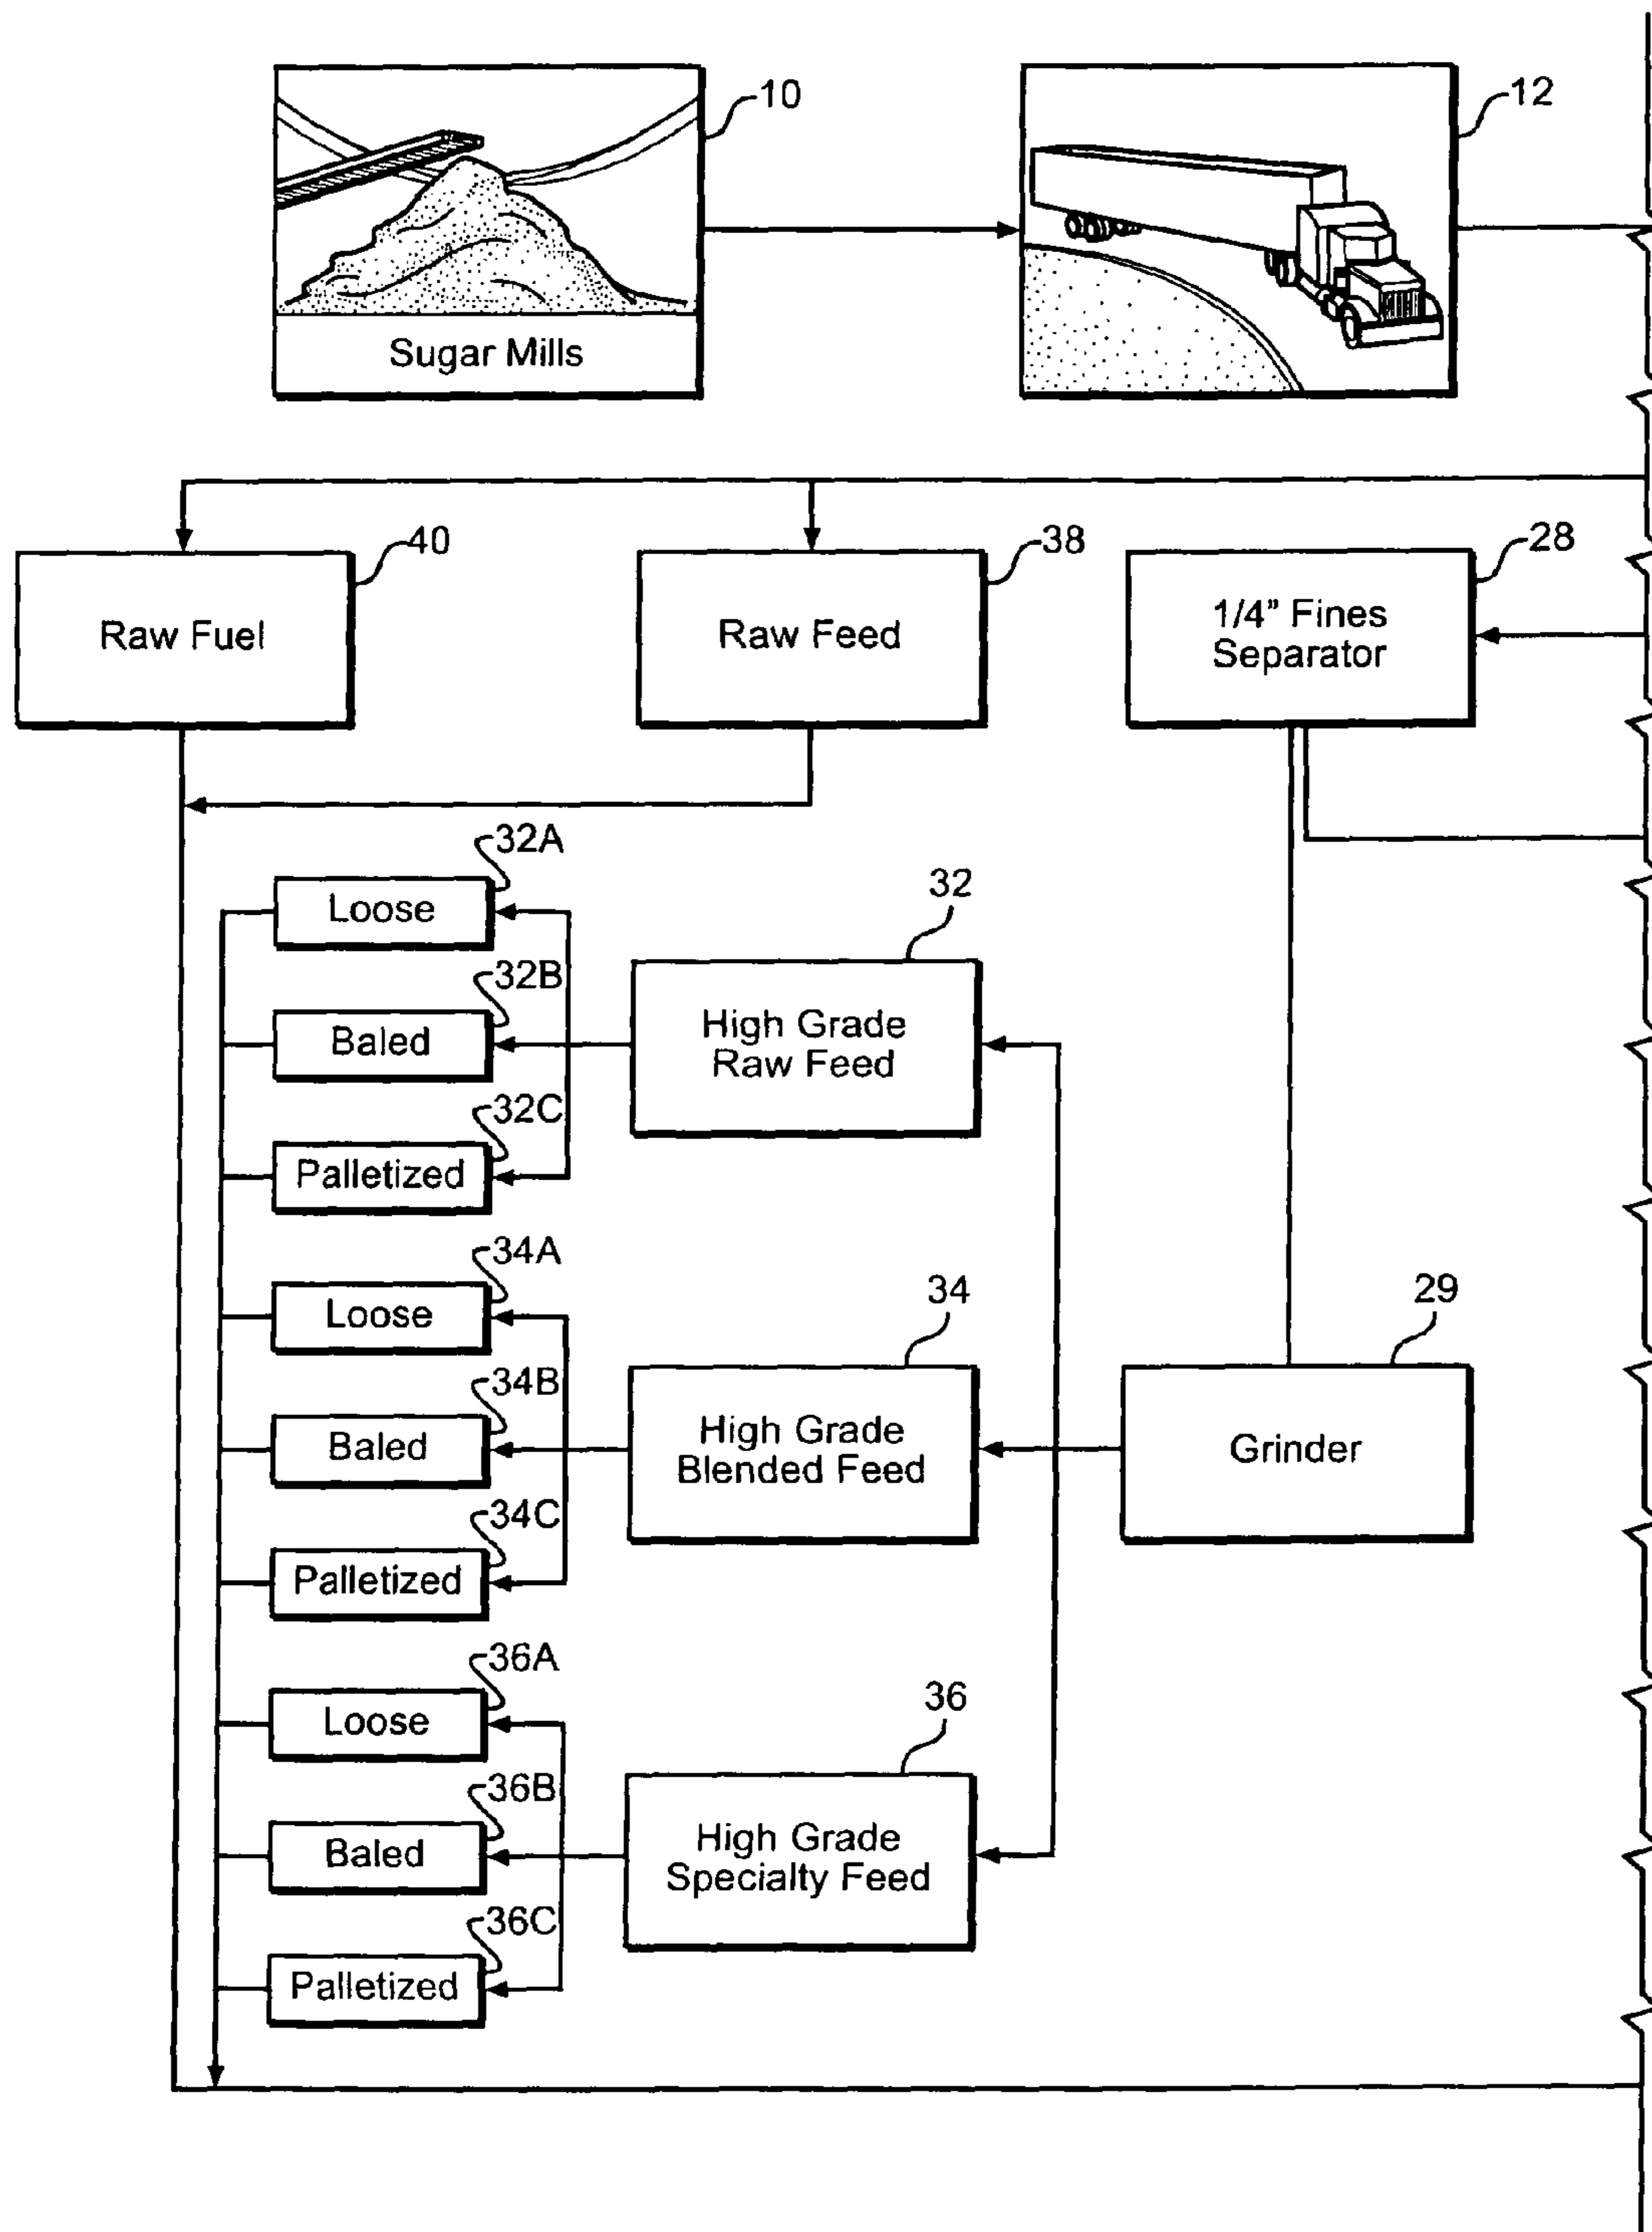 10
12
Sugar Mills
40
38
28
Raw Fuel
Raw Feed
1/4” Fines
Separator
32A
Loose
32
32B
Baled
High Grade
Raw Feed
32C
Palletized
34A
Loose
34
29
34B
Baled
High Grade
Blended Feed
Grinder
34C
Palletized
36A
Loose
36
36B
Baled
High Grade
Specialty Feed
36C
Palletized